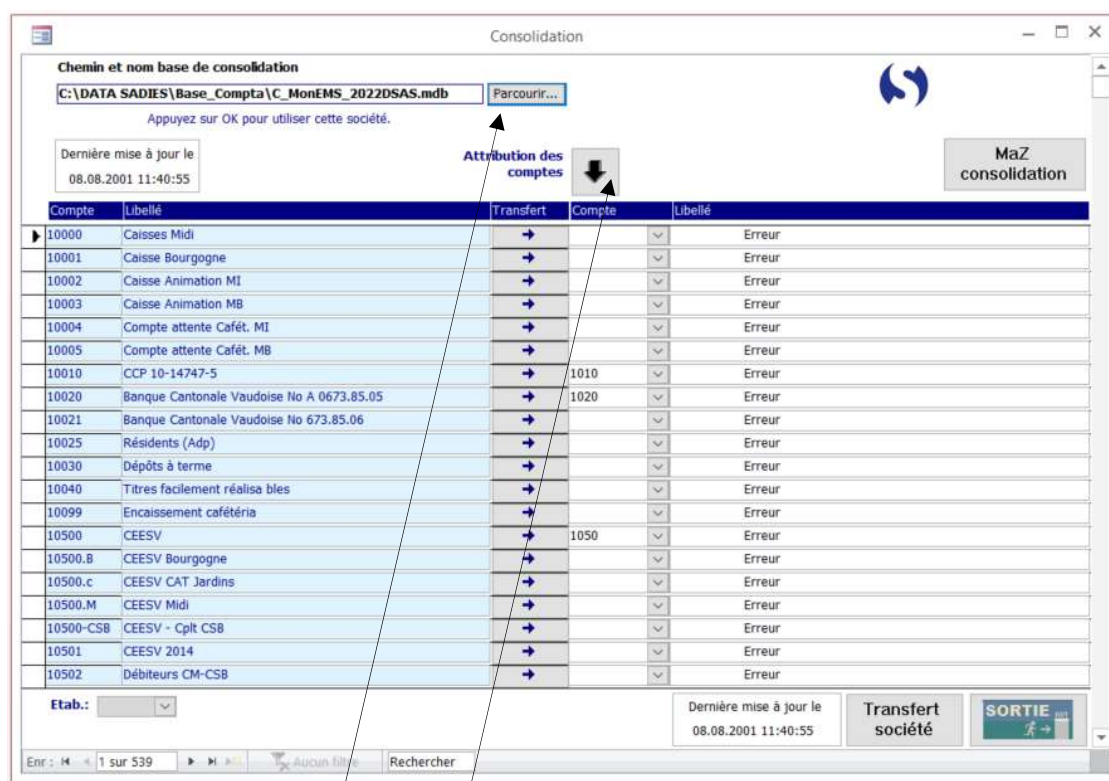 Consolidation
Chemin et nom base de consolidation
C:\DATA SADIES\Base_Compta\C_MonEMS_2022DSAS.mdb Parcourir...
Appuyez sur OK pour utiliser cette société.
Dernière mise à jour le
08.08.2001 11:40:55
Attribution des
comptes
MaZ
consolidation
Compte Libellé Transfert Compte Libellé
10000 Caisses Midi Erreur
10001 Caisse Bourgogne Erreur
10002 Caisse Animation MI Erreur
10003 Caisse Animation MB Erreur
10004 Compte attente Cafét. MI Erreur
10005 Compte attente Cafét. MB Erreur
10010 CCP 10-14747-5 1010 Erreur
10020 Banque Cantonale Vaudoise No A 0673.85.05 1020 Erreur
10021 Banque Cantonale Vaudoise No 673.85.06 Erreur
10025 Résidents (Adp) Erreur
10030 Dépôts à terme Erreur
10040 Titres facilement réalisa bles Erreur
10099 Encaissement cafétéria Erreur
10500 CEESV 1050 Erreur
10500.B CEESV Bourgogne Erreur
10500.c CEESV CAT Jardins Erreur
10500.M CEESV Midi Erreur
10500-CSB CEESV - Cplt CSB Erreur
10501 CEESV 2014 Erreur
10502 Débiteurs CM-CSB Erreur
Etab.:
Dernière mise à jour le
08.08.2001 11:40:55
Transfert
société
SORTIE
Enr : 1 sur 539 Aucun filtre Rechercher